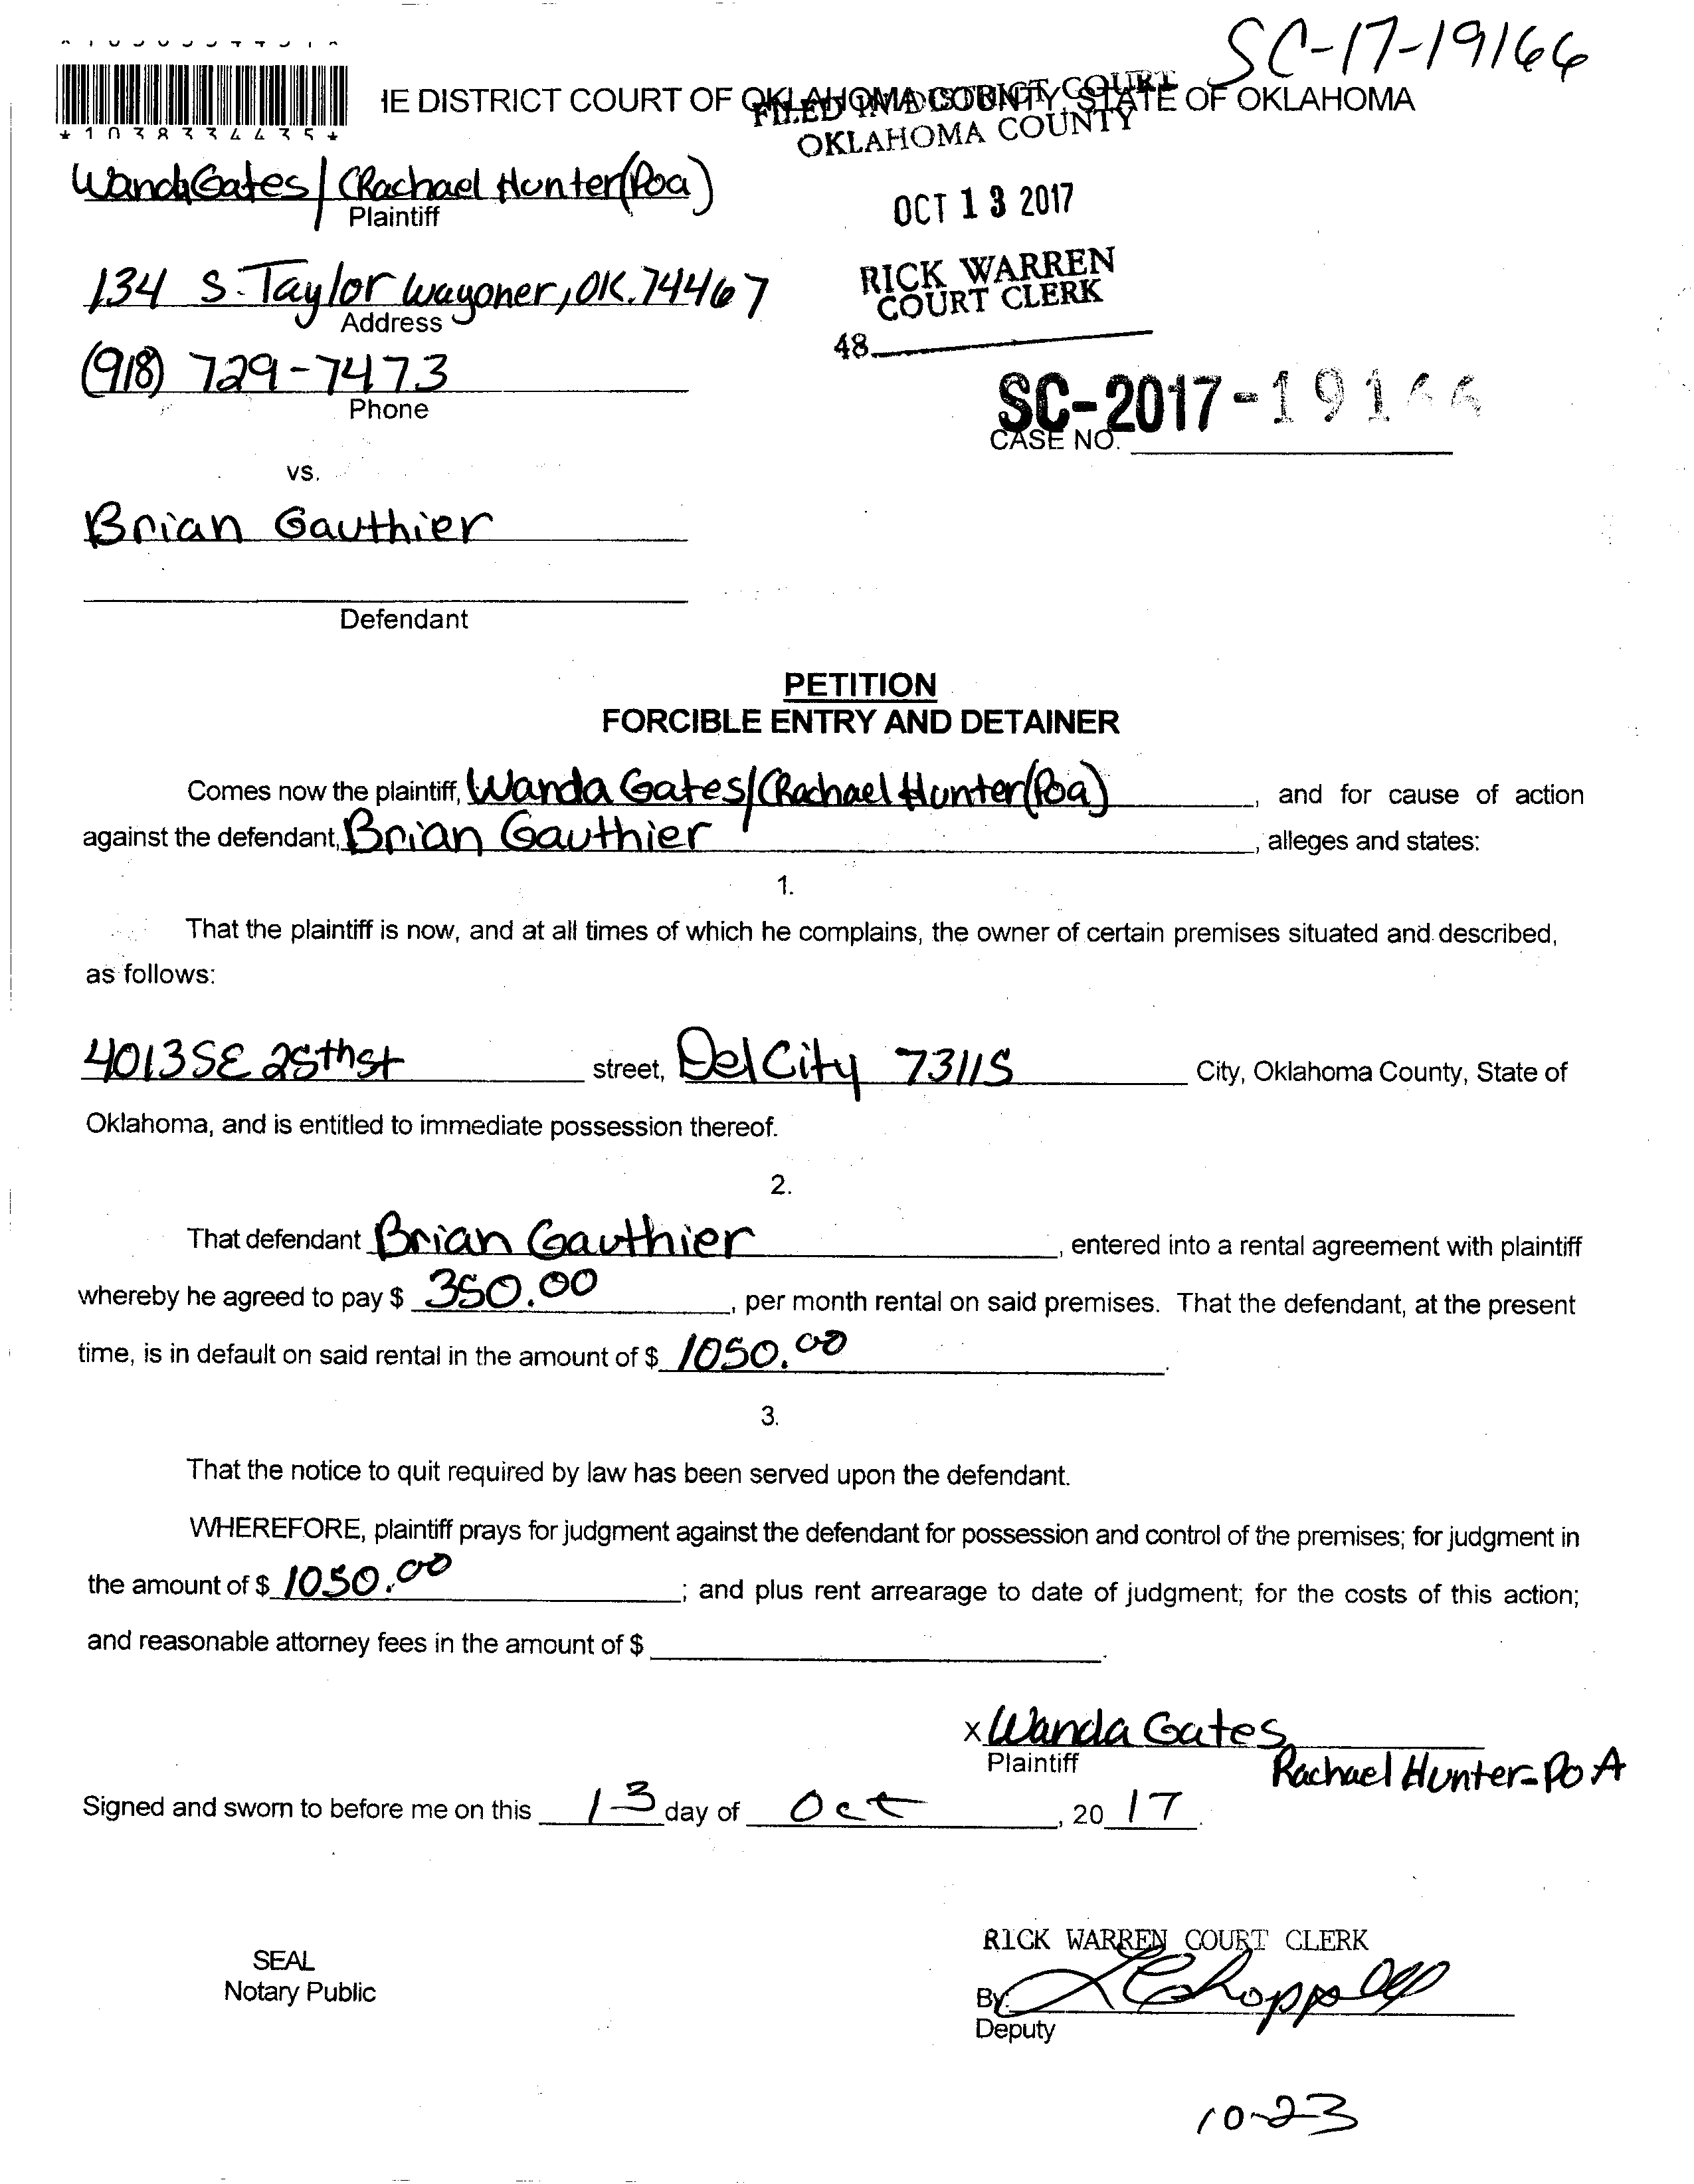 SC-17-19166
IE DISTRICT COURT OF OKLAHOMA COUNTY, STATE OF OKLAHOMA
FILED IN DISTRICT COURT
OKLAHOMA COUNTY
*1038334435*
Wanda Gates/(Rachael Hunter(Poa)
Plaintiff
OCT 13 2017
134 S. Taylor Wagoner, OK. 74467
Address
RICK WARREN
COURT CLERK
48
(918) 729-7473
Phone
SC-2017-19166
CASE NO.
vs.
Brian Gauthier
Defendant
PETITION
FORCIBLE ENTRY AND DETAINER
Comes now the plaintiff, Wanda Gates/(Rachael Hunter(Poa), and for cause of action
against the defendant, Brian Gauthier, alleges and states:
1.
That the plaintiff is now, and at all times of which he complains, the owner of certain premises situated and described,
as follows:
4013 SE 25th st street, Del City 73115 City, Oklahoma County, State of
Oklahoma, and is entitled to immediate possession thereof.
2.
That defendant Brian Gauthier, entered into a rental agreement with plaintiff
whereby he agreed to pay $ 350.00, per month rental on said premises. That the defendant, at the present
time, is in default on said rental in the amount of $ 1050.00.
3.
That the notice to quit required by law has been served upon the defendant.
WHEREFORE, plaintiff prays for judgment against the defendant for possession and control of the premises; for judgment in
the amount of $ 1050.00; and plus rent arrearage to date of judgment; for the costs of this action;
and reasonable attorney fees in the amount of $ .
x Wanda Gates
Plaintiff
Rachael Hunter-PoA
Signed and sworn to before me on this 13 day of Oct, 2017.
RICK WARREN COURT CLERK
SEAL
Notary Public
By:
Deputy
10-23